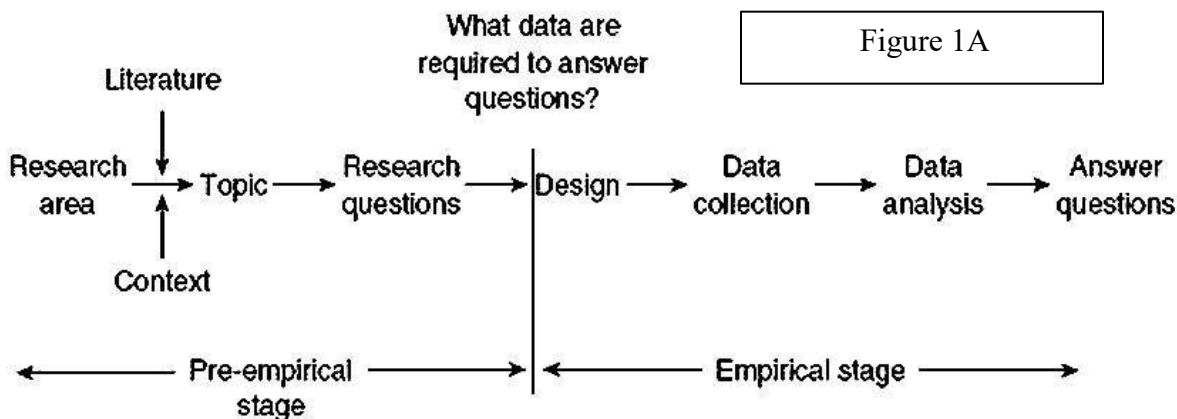 What data are
required to answer
questions?
Figure 1A
Literature
Research
area
Topic
Research
questions
Design
Data
collection
Data
analysis
Answer
questions
Context
Pre-empirical
stage
Empirical stage